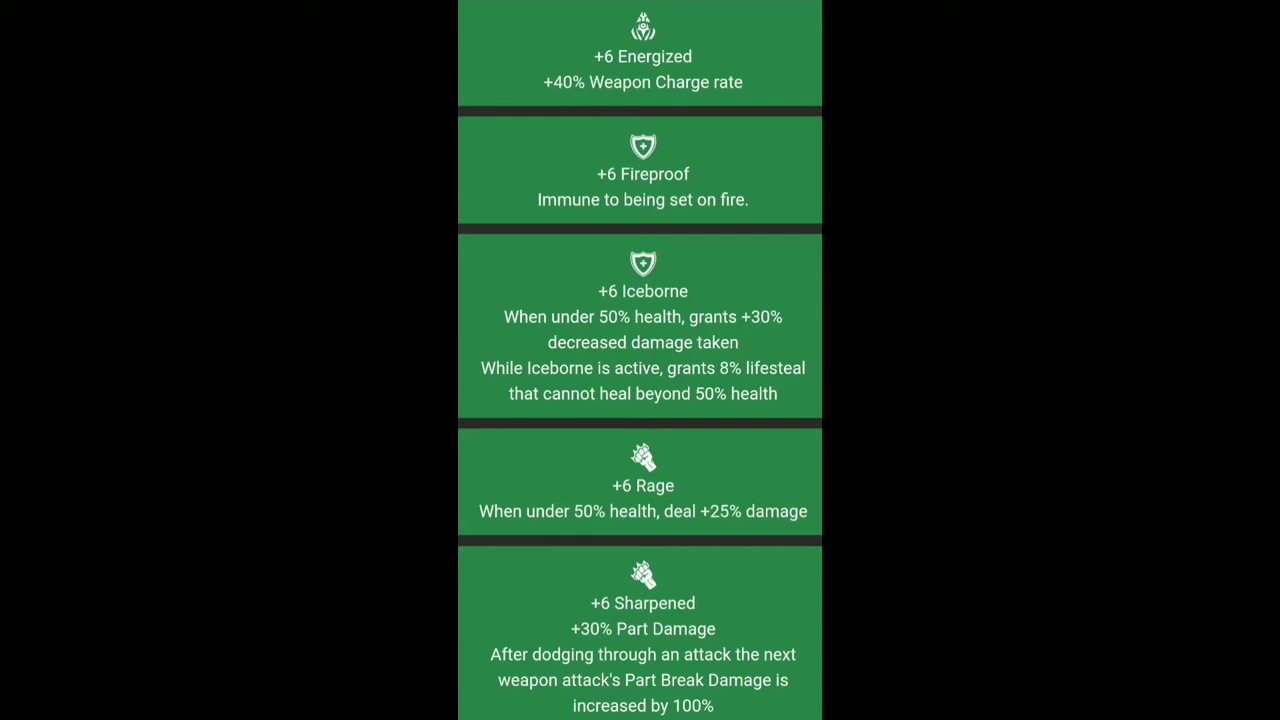 +6 Energized
+40% Weapon Charge rate
+6 Fireproof
Immune to being set on fire.
+6 Iceborne
When under 50% health, grants +30%
decreased damage taken
While Iceborne is active, grants 8% lifesteal
that cannot heal beyond 50% health
+6 Rage
When under 50% health, deal +25% damage
+6 Sharpened
+30% Part Damage
After dodging through an attack the next
weapon attack's Part Break Damage is
increased by 100%